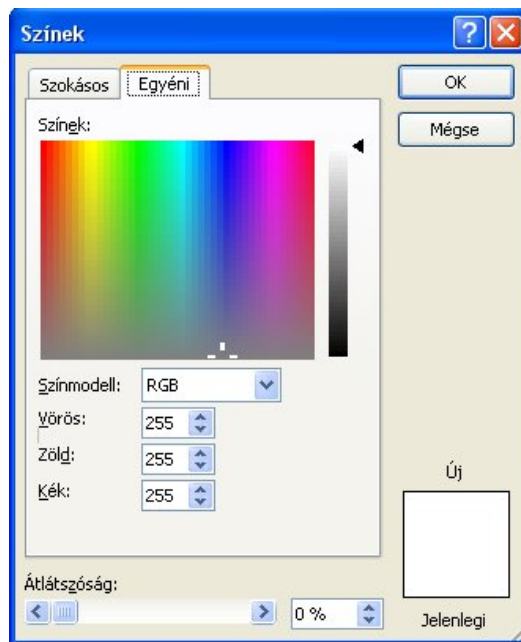 Színek
Szokásos Egyéni
OK
Mégse
Színek:
Színmodell: RGB
Vörös: 255
Zöld: 255
Kék: 255
Új
Jelenlegi
Átlátszóság:
0 %